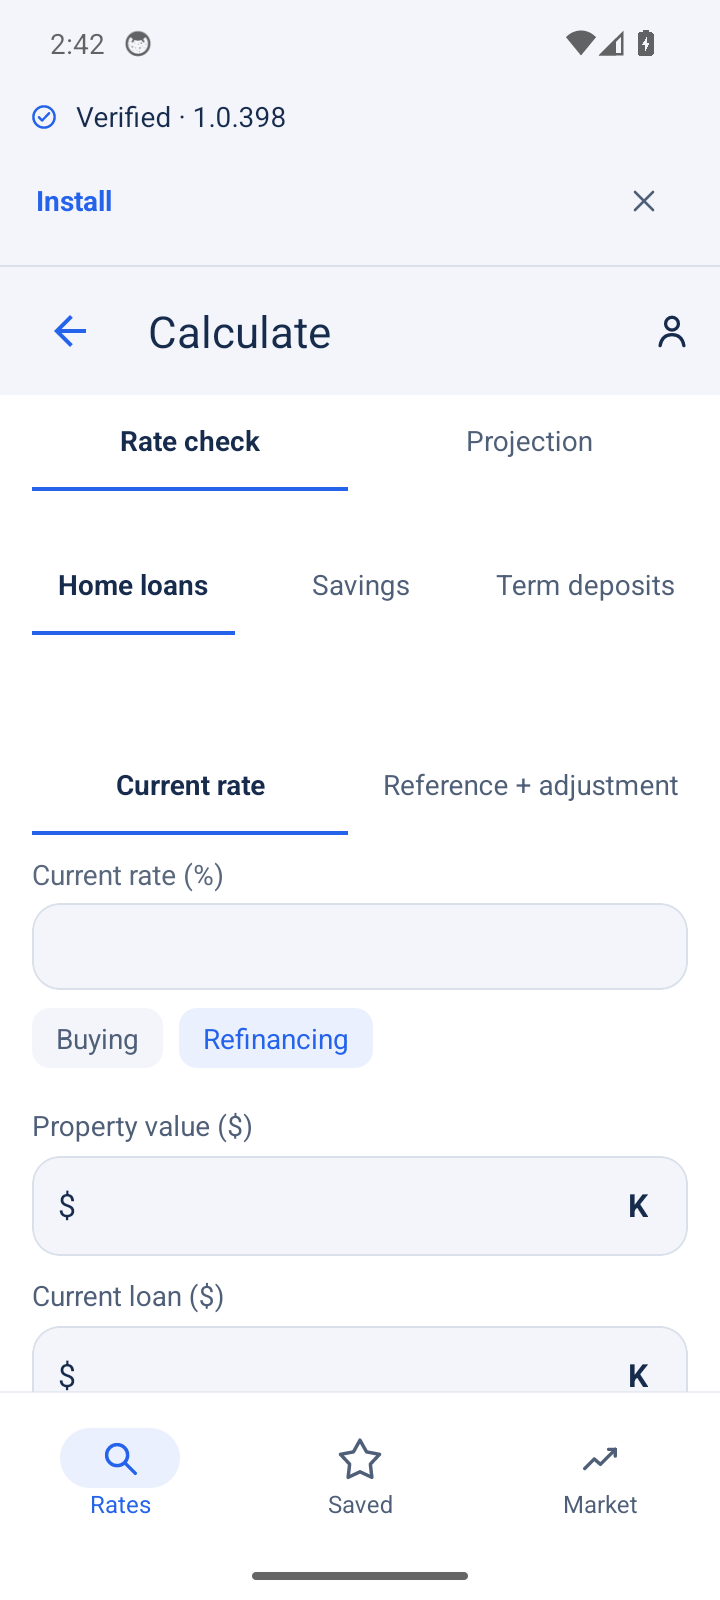 2:42
Verified · 1.0.398
Install
Calculate
Rate check
Projection
Home loans
Savings
Term deposits
Current rate
Reference + adjustment
Current rate (%)
Buying
Refinancing
Property value ($)
$ K
Current loan ($)
$ K
Rates
Saved
Market